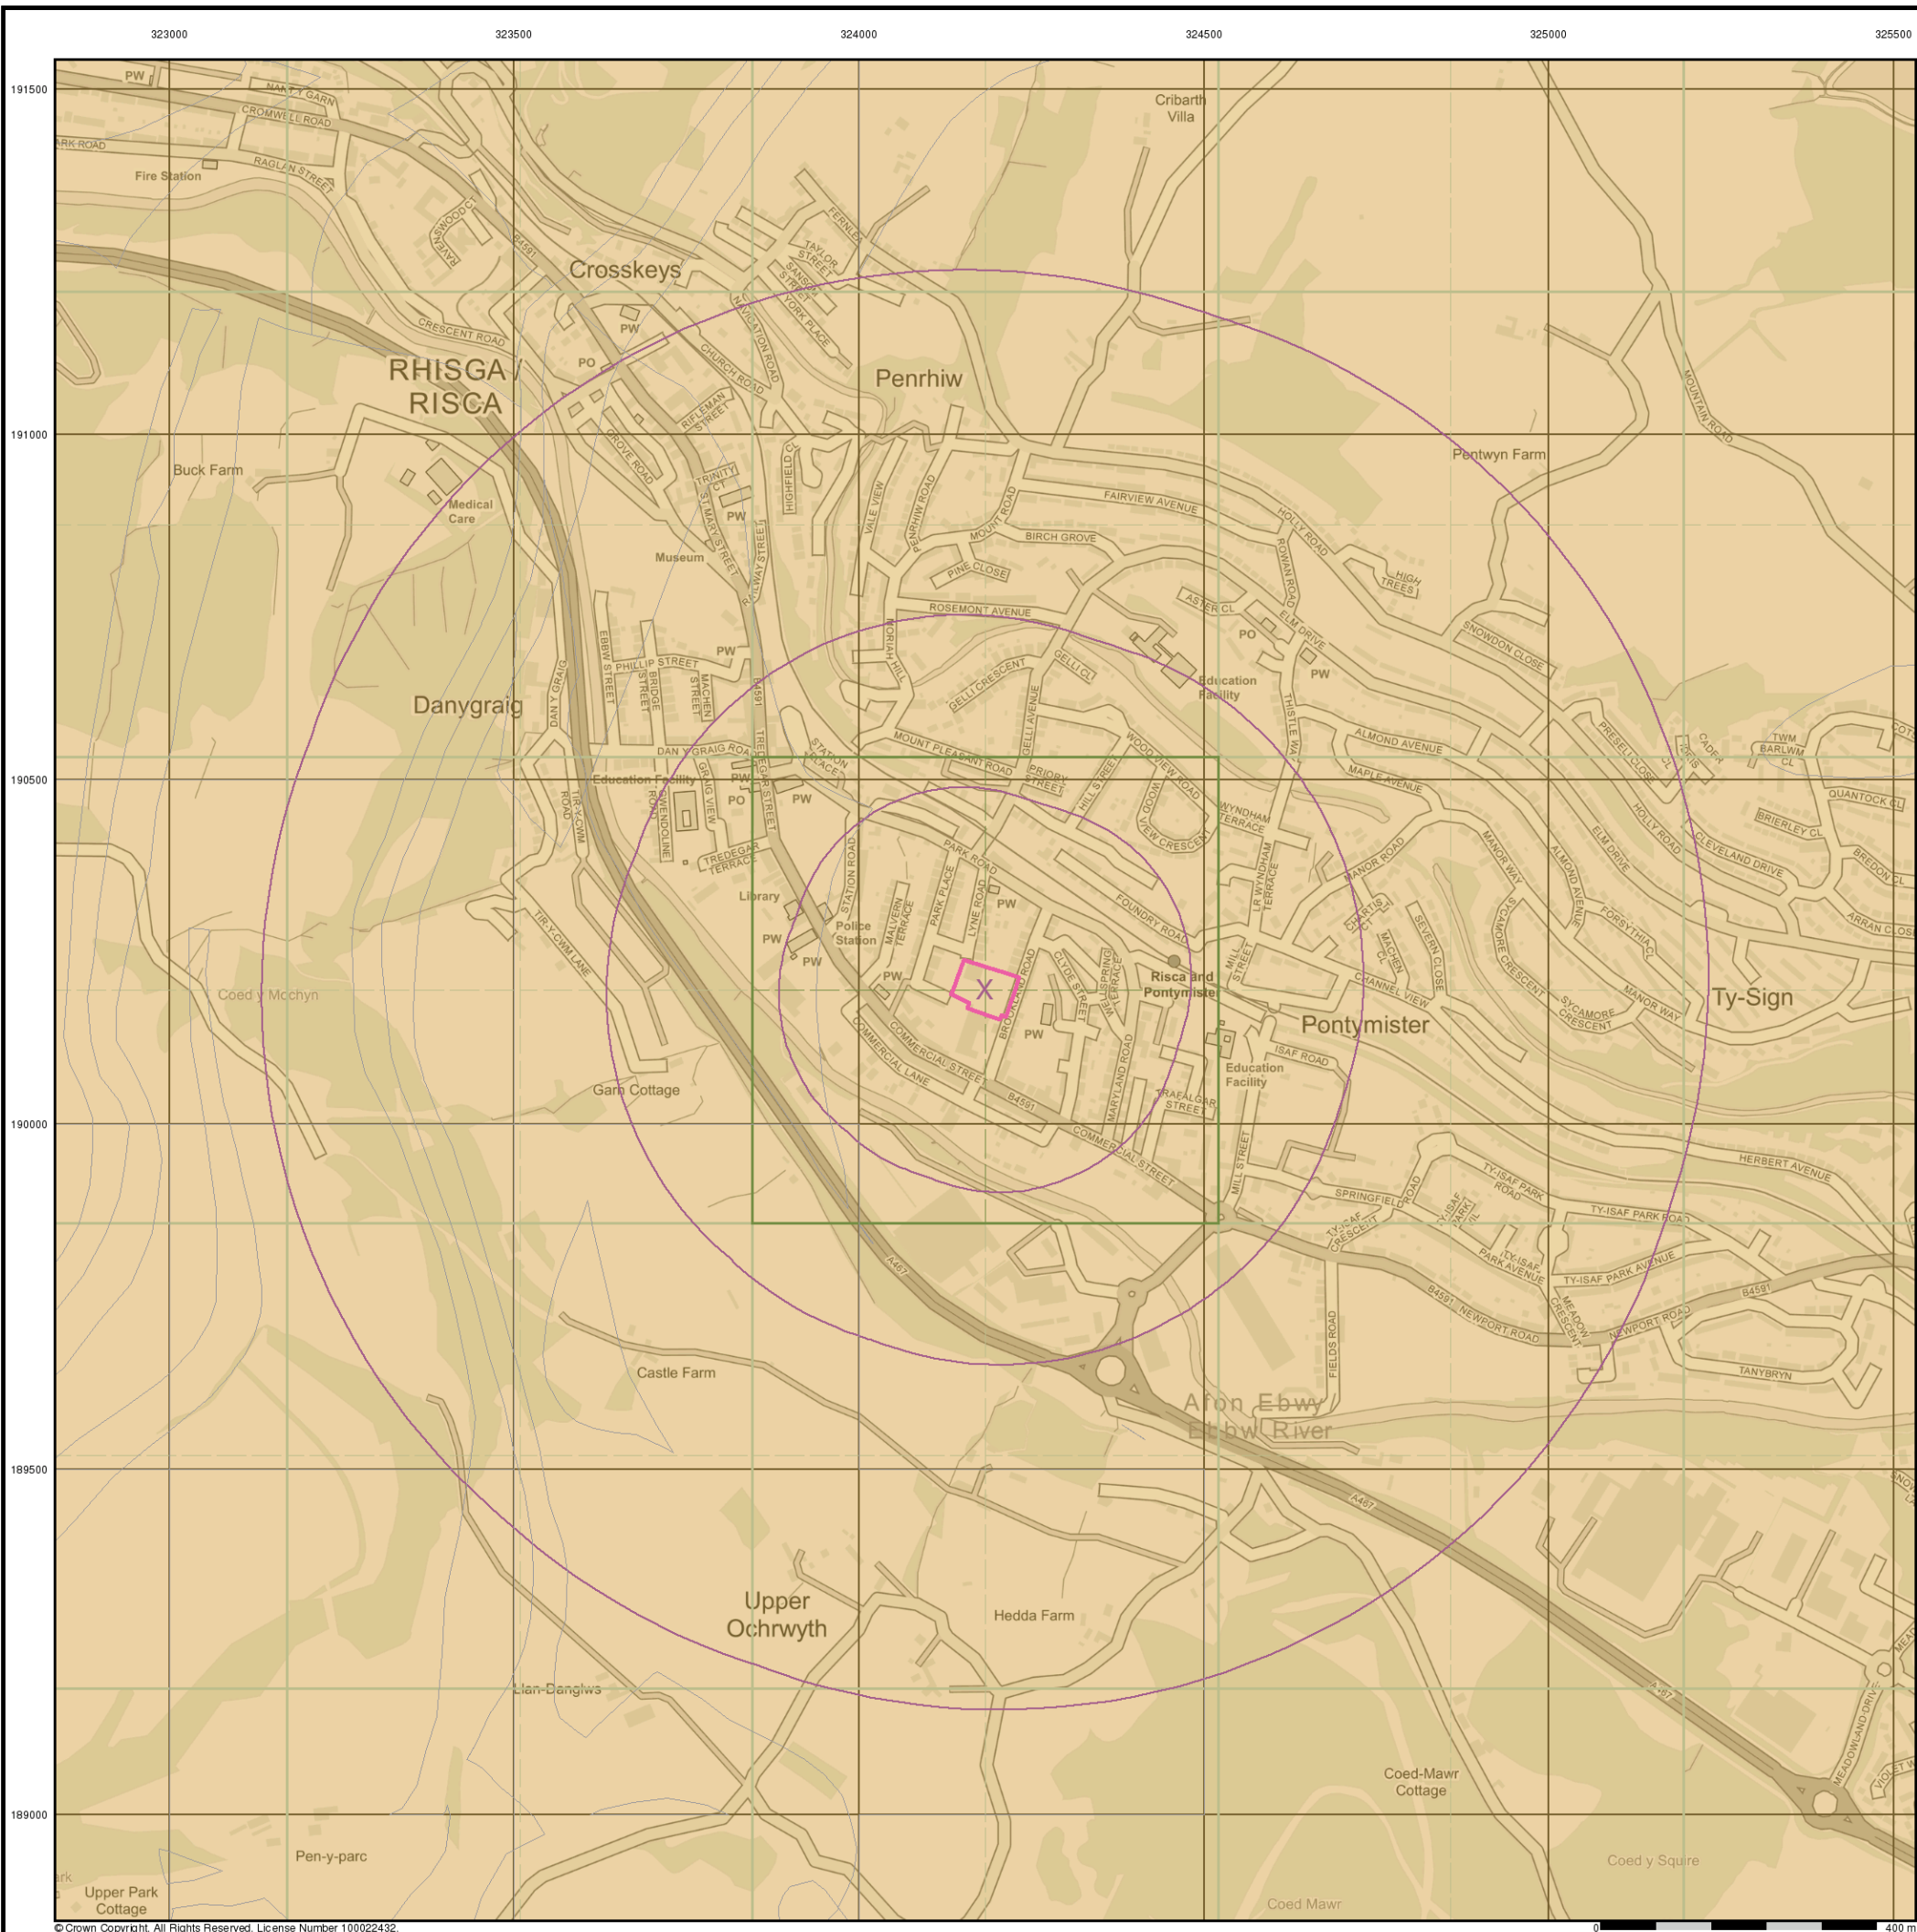 323000
323500
324000
324500
325000
325500
191500
191000
190500
190000
189500
189000
PW
NANT Y GARN
CROMWELL ROAD
ARK ROAD
RAGLAN STREET
Fire Station
RAVENSWOOD CT
B4591
Crosskeys
FERNLEA
TAYLOR
STREET
YORK PLACE
Cribarth
Villa
CRESCENT ROAD
PW
PO
NAVIGATION ROAD
CHURCH ROAD
RHISGA /
RISCA
Penrhiw
RIFLEMAN
STREET
GROVE ROAD
MOUNTAIN ROAD
Buck Farm
Medical
Care
TRINITY
CT
HIGHFIELD CL
PW
ST MARY STREET
Museum
RAILWAY STREET
VALE VIEW
PENRHIW ROAD
MOUNT ROAD
FAIRVIEW AVENUE
BIRCH GROVE
PINE CLOSE
HOLLY ROAD
ROWAN ROAD
HIGH
TREES
Pentwyn Farm
ROSEMONT AVENUE
ASTER CL
ELM DRIVE
PO
PW
SNOWDON CLOSE
Education
Facility
MORIAH HILL
GELLI CRESCENT
GELLI CL
GELLI AVENUE
Danygraig
DAN Y GRAIG
EBBW STREET
PHILLIP STREET
BRIDGE
STREET
MACHEN
STREET
PW
B4591
DAN Y GRAIG ROAD
TREDEGAR STREET
Education Facility
TIR-Y-CWM
ROAD
GWENDOLINE
ROAD
GRAIG VIEW
PW
PO
PW
TREDEGAR
TERRACE
MOUNT PLEASANT ROAD
PRIORY
STREET
HILL STREET
WOODVIEW ROAD
WOOD
VIEW CRESCENT
THISTLE WAY
ALMOND AVENUE
MAPLE AVENUE
WYNDHAM
TERRACE
LR WYNDHAM
TERRACE
MANOR ROAD
MANOR WAY
ALMOND AVENUE
ELM DRIVE
HOLLY ROAD
PRESELI CLOSE
CADER
IDRIS
CL
TWM
BARLWM
CL
QUANTOCK CL
BRIERLEY CL
CLEVELAND DRIVE
BREDON CL
ARRAN CLOSE
Library
PW
PW
Police
Station
STATION ROAD
MALVERN
TERRACE
PARK PLACE
LYNE ROAD
PARK ROAD
PW
FOUNDRY ROAD
PW
X
BROOKLAND ROAD
CLYDE STREET
PW
Risca and
Pontymister
MILL
STREET
MACHEN
CL
SEVERN CLOSE
CHANNEL VIEW
SYCAMORE CRESCENT
FORSYTHIA CL
SYCAMORE
CRESCENT
MANOR WAY
Ty-Sign
Pontymister
TIR-Y-CWM LANE
Coed y Mochyn
Garn Cottage
COMMERCIAL STREET
COMMERCIAL LANE
B4591
COMMERCIAL STREET
MARYLAND ROAD
TRAFALGAR
STREET
ISAF ROAD
Education
Facility
MILL STREET
SPRINGFIELD ROAD
TY-ISAF
CRESCENT
TY-ISAF PARK
ROAD
TY-ISAF PARK ROAD
TY-ISAF
PARK AVENUE
TY-ISAF PARK AVENUE
HERBERT AVENUE
MEADOW
CRESCENT
B4591
NEWPORT ROAD
NEWPORT ROAD
B4591
TANYBRYN
FIELDS ROAD
A467
Castle Farm
Afon Ebwy /
Ebbw River
A467
Upper
Ochrwyth
Hedda Farm
Llan-Danglws
MEADOWLAND DRIVE
Coed-Mawr
Cottage
Pen-y-parc
Upper Park
Cottage
Coed y Squire
Coed Mawr
© Crown Copyright. All Rights Reserved. License Number 100022432.
0
400 m